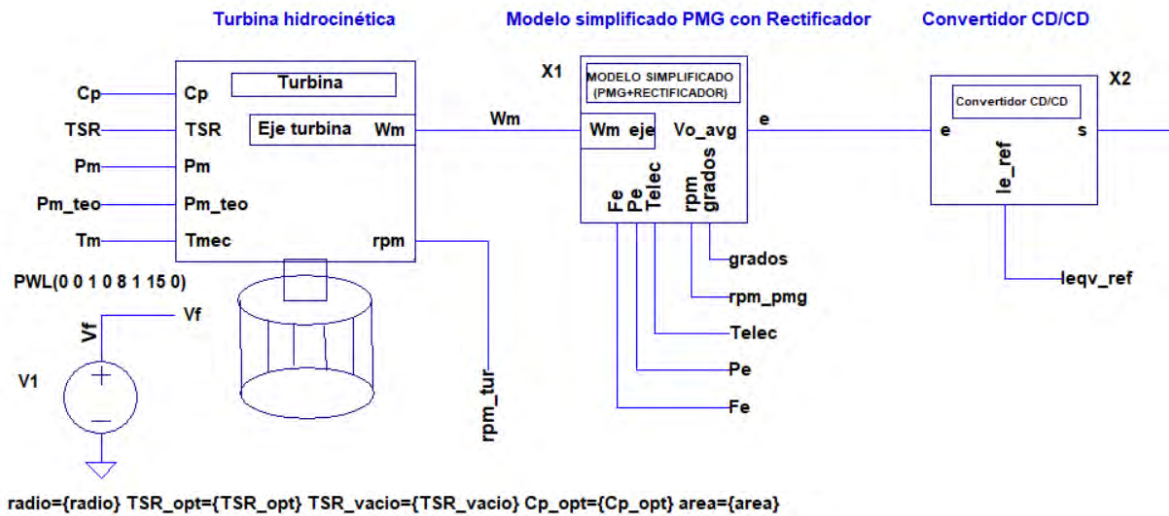 Turbina hidrocinética
Modelo simplificado PMG con Rectificador
Convertidor CD/CD
X1
X2
Cp
TSR
Pm
Pm_teo
Tm
Turbina
Cp
TSR
Eje turbina
Wm
Pm
Pm_teo
Tmec
rpm
Wm
MODELO SIMPLIFICADO
(PMG+RECTIFICADOR)
Wm eje
Vo_avg
Fe
Pe
Telec
rpm
grados
e
Convertidor CD/CD
e
s
Ie_ref
Ieqv_ref
grados
rpm_pmg
Telec
Pe
Fe
PWL(0 0 1 0 8 1 15 0)
Vf
Vf
V1
rpm_tur
radio={radio} TSR_opt={TSR_opt} TSR_vacio={TSR_vacio} Cp_opt={Cp_opt} area={area}